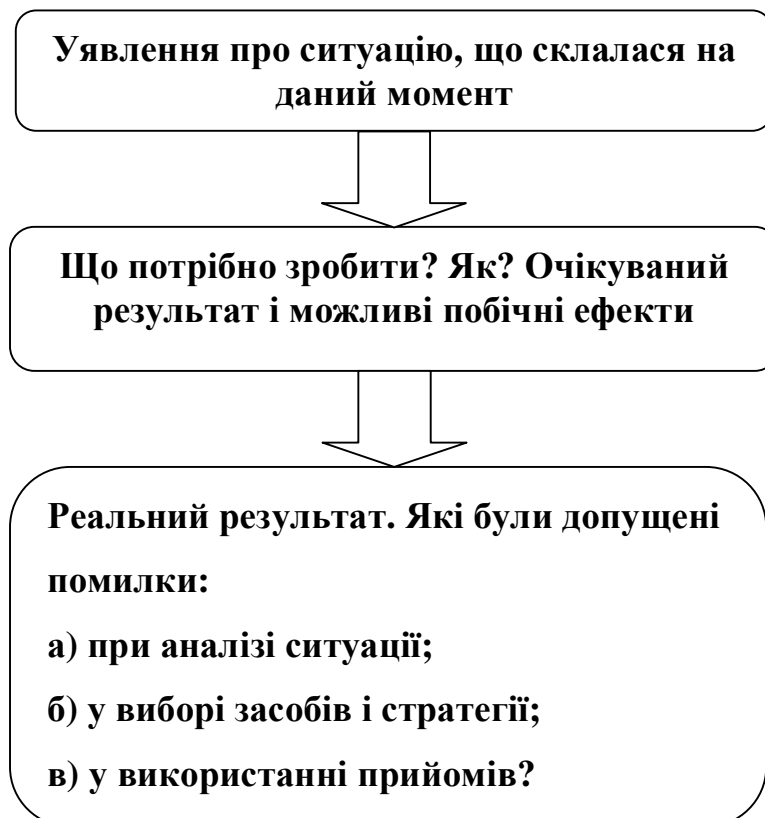 Уявлення про ситуацію, що склалася на
даний момент
Що потрібно зробити? Як? Очікуваний
результат і можливі побічні ефекти
Реальний результат. Які були допущені
помилки:
а) при аналізі ситуації;
б) у виборі засобів і стратегії;
в) у використанні прийомів?